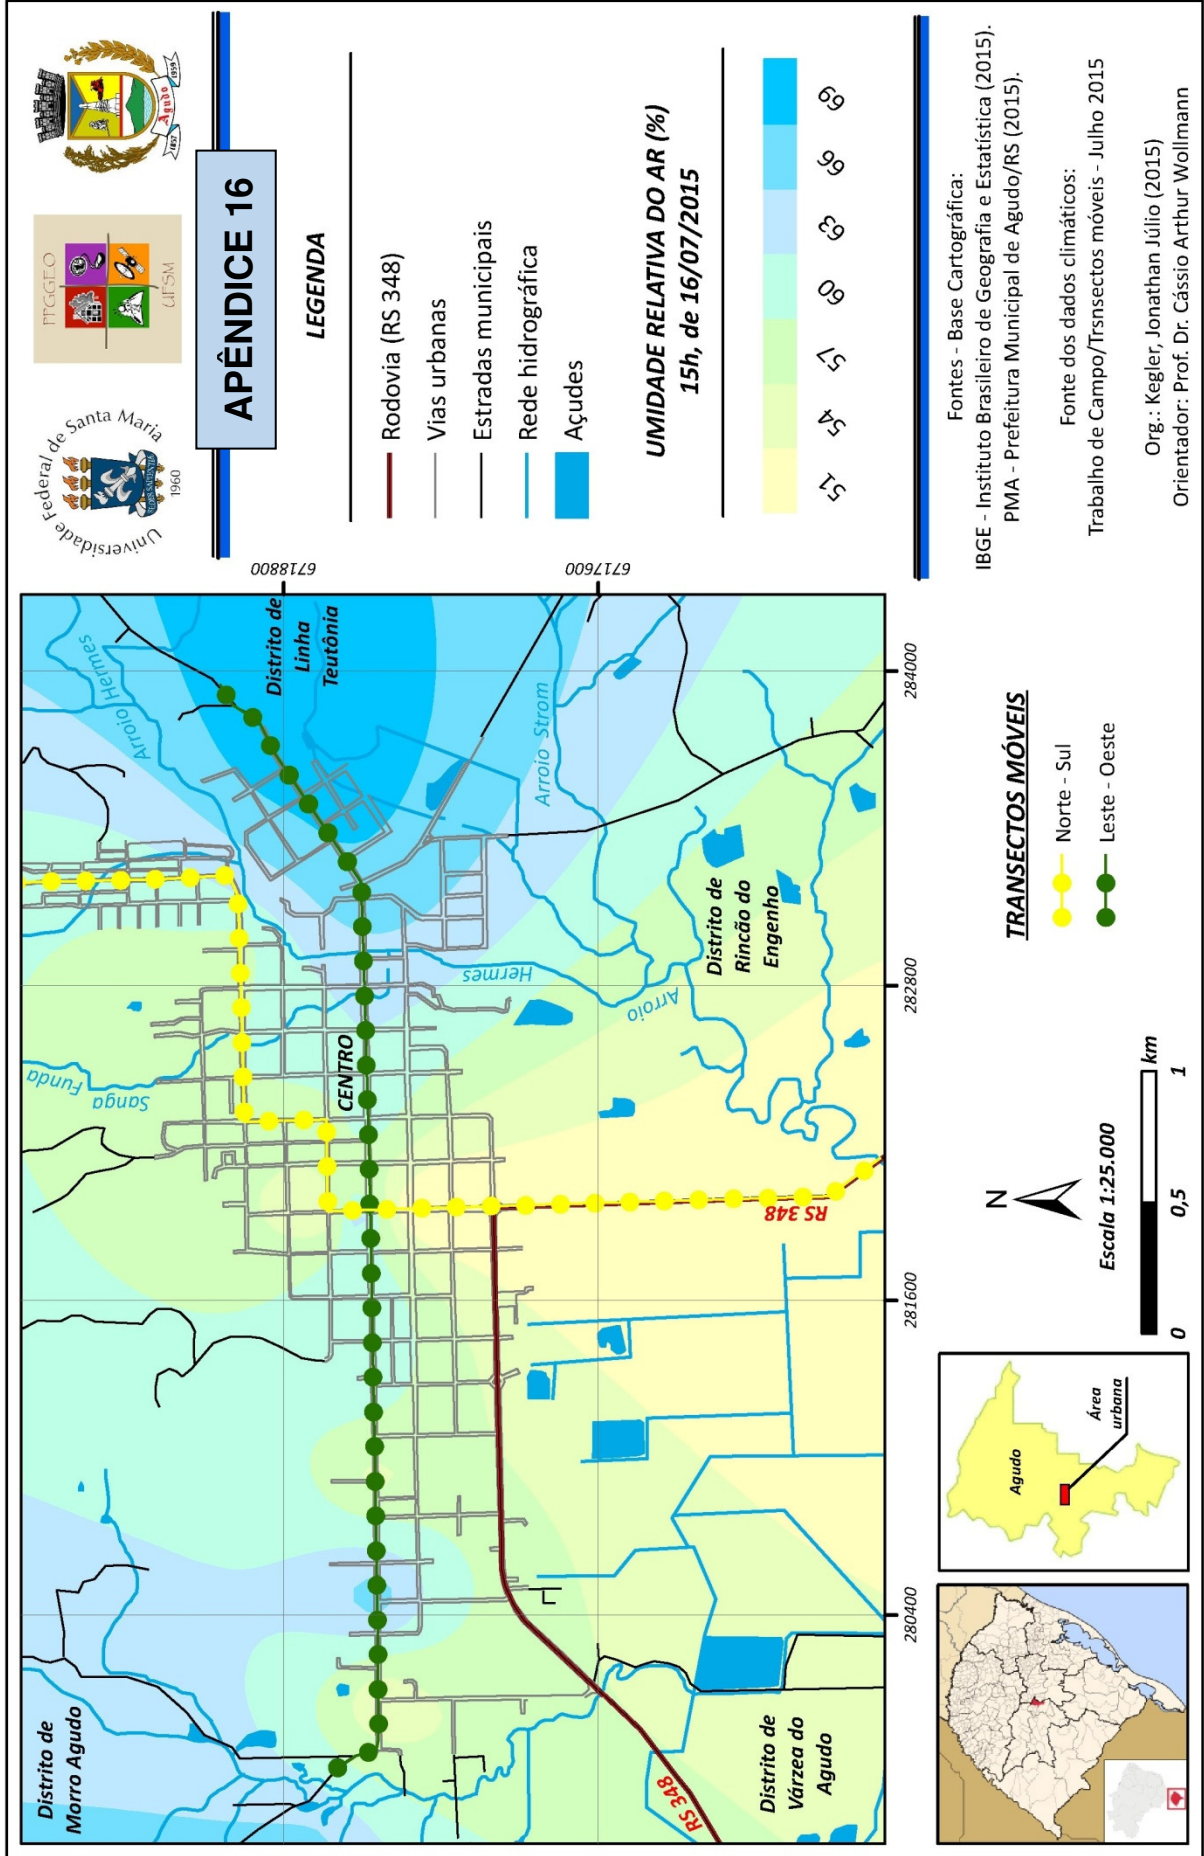 Universidade Federal de Santa Maria
1960
PPGGEO
UFSM
Agudo
1857
1959
APÊNDICE 16
LEGENDA
Rodovia (RS 348)
Vias urbanas
Estradas municipais
Rede hidrográfica
Açudes
UMIDADE RELATIVA DO AR (%)
15h, de 16/07/2015
51
54
57
60
63
66
69
Fontes - Base Cartográfica:
IBGE - Instituto Brasileiro de Geografia e Estatística (2015).
PMA - Prefeitura Municipal de Agudo/RS (2015).
Fonte dos dados climáticos:
Trabalho de Campo/Trsnsectos móveis - Julho 2015
Org.: Kegler, Jonathan Júlio (2015)
Orientador: Prof. Dr. Cássio Arthur Wollmann
Distrito de
Morro Agudo
Sanga Funda
Arroio Hermes
Distrito de
Linha
Teutônia
CENTRO
Arroio Strom
Arroio Hermes
Distrito de
Rincão do
Engenho
RS 348
RS 348
Distrito de
Várzea do
Agudo
6718800
6717600
280400
281600
282800
284000
Agudo
Área
urbana
N
Escala 1:25.000
0
0,5
1
km
TRANSECTOS MÓVEIS
Norte - Sul
Leste - Oeste